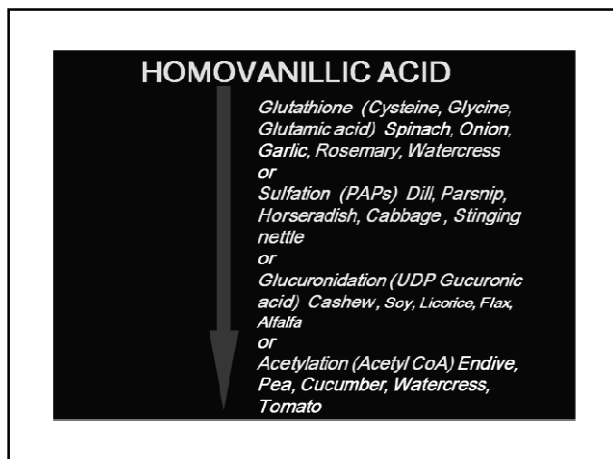 HOMOVANILLIC ACID
Glutathione (Cysteine, Glycine,
Glutamic acid) Spinach, Onion,
Garlic, Rosemary, Watercress
or
Sulfation (PAPs) Dill, Parsnip,
Horseradish, Cabbage , Stinging
nettle
or
Glucuronidation (UDP Gucuronic
acid) Cashew, Soy, Licorice, Flax,
Alfalfa
or
Acetylation (Acetyl CoA) Endive,
Pea, Cucumber, Watercress,
Tomato